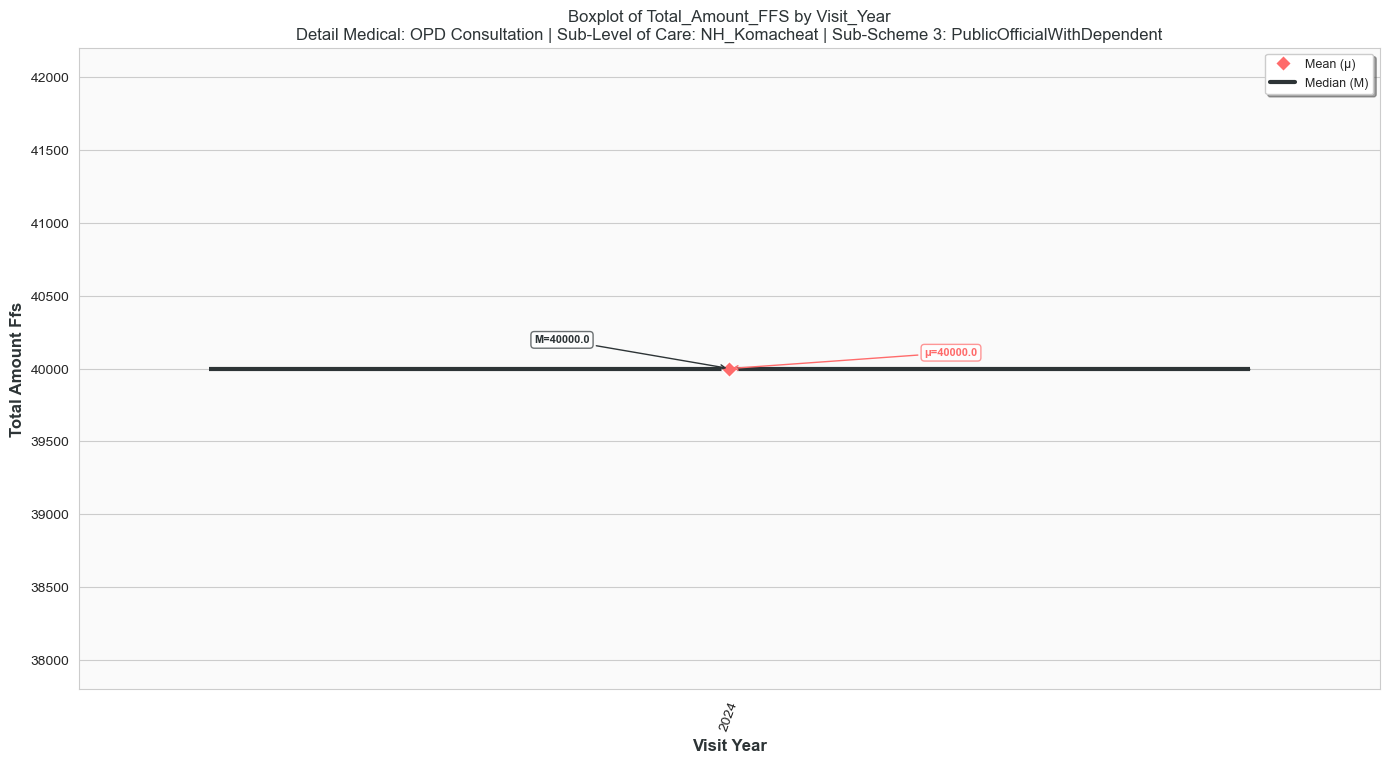 Boxplot of Total_Amount_FFS by Visit_Year
Detail Medical: OPD Consultation | Sub-Level of Care: NH_Komacheat | Sub-Scheme 3: PublicOfficialWithDependent
Mean (μ)
Median (M)
42000
41500
41000
40500
40000
39500
39000
38500
38000
Total Amount Ffs
M=40000.0
μ=40000.0
2024
Visit Year